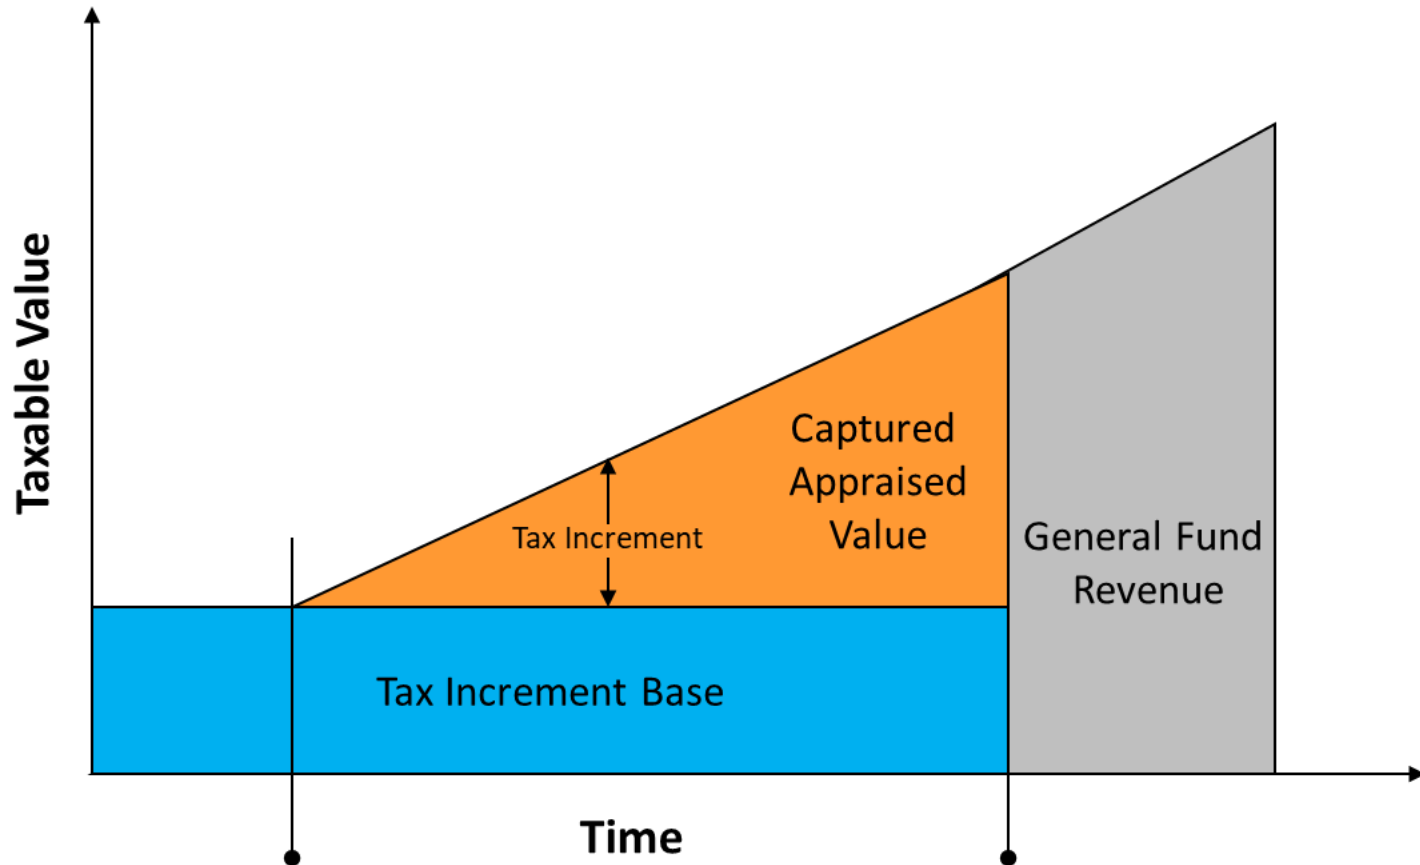 Taxable Value
Captured
Appraised
Value
Tax Increment
General Fund
Revenue
Tax Increment Base
Time